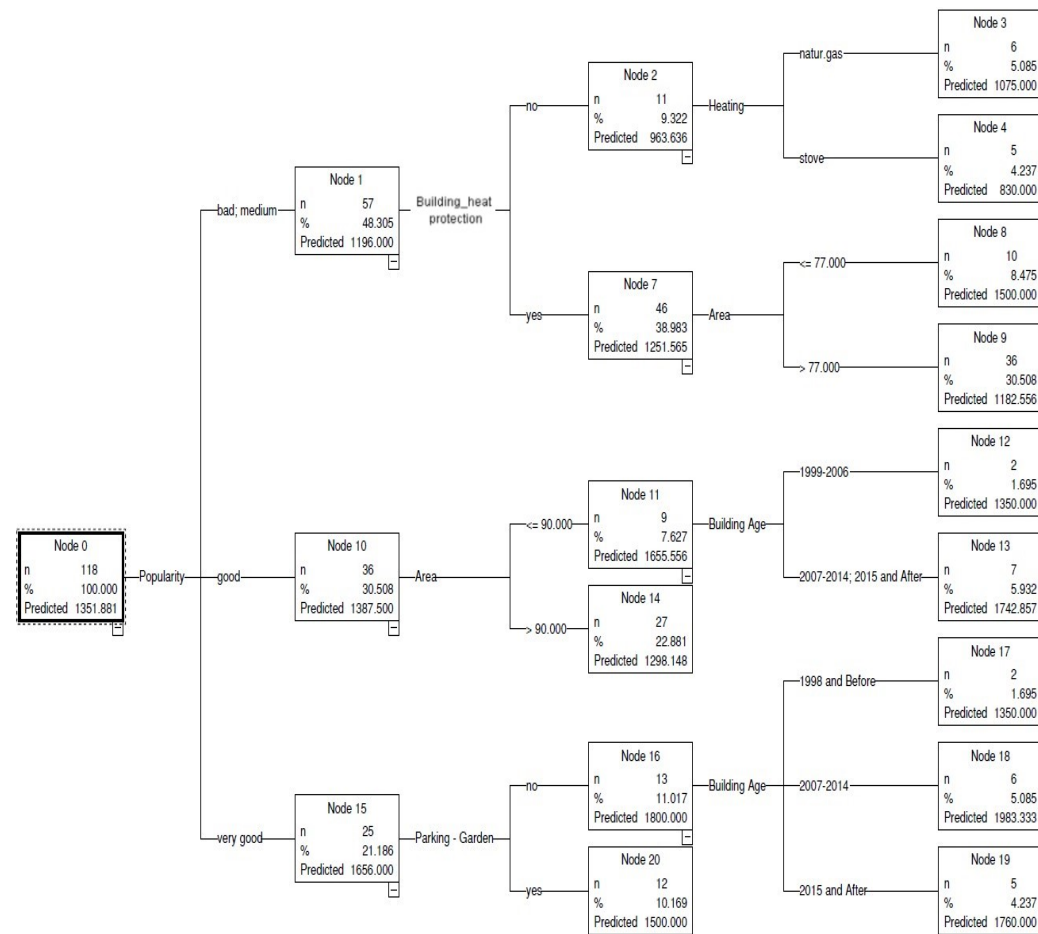 Node 0
n 118
% 100.000
Predicted 1351.881
Popularity
bad; medium
Node 1
n 57
% 48.305
Predicted 1196.000
Building_heat
protection
no
Node 2
n 11
% 9.322
Predicted 963.636
Heating
natur.gas
Node 3
n 6
% 5.085
Predicted 1075.000
stove
Node 4
n 5
% 4.237
Predicted 830.000
yes
Node 7
n 46
% 38.983
Predicted 1251.565
Area
<= 77.000
Node 8
n 10
% 8.475
Predicted 1500.000
> 77.000
Node 9
n 36
% 30.508
Predicted 1182.556
good
Node 10
n 36
% 30.508
Predicted 1387.500
Area
<= 90.000
Node 11
n 9
% 7.627
Predicted 1655.556
Building Age
1999-2006
Node 12
n 2
% 1.695
Predicted 1350.000
2007-2014; 2015 and After
Node 13
n 7
% 5.932
Predicted 1742.857
> 90.000
Node 14
n 27
% 22.881
Predicted 1298.148
very good
Node 15
n 25
% 21.186
Predicted 1656.000
Parking - Garden
no
Node 16
n 13
% 11.017
Predicted 1800.000
Building Age
1998 and Before
Node 17
n 2
% 1.695
Predicted 1350.000
2007-2014
Node 18
n 6
% 5.085
Predicted 1983.333
2015 and After
Node 19
n 5
% 4.237
Predicted 1760.000
yes
Node 20
n 12
% 10.169
Predicted 1500.000